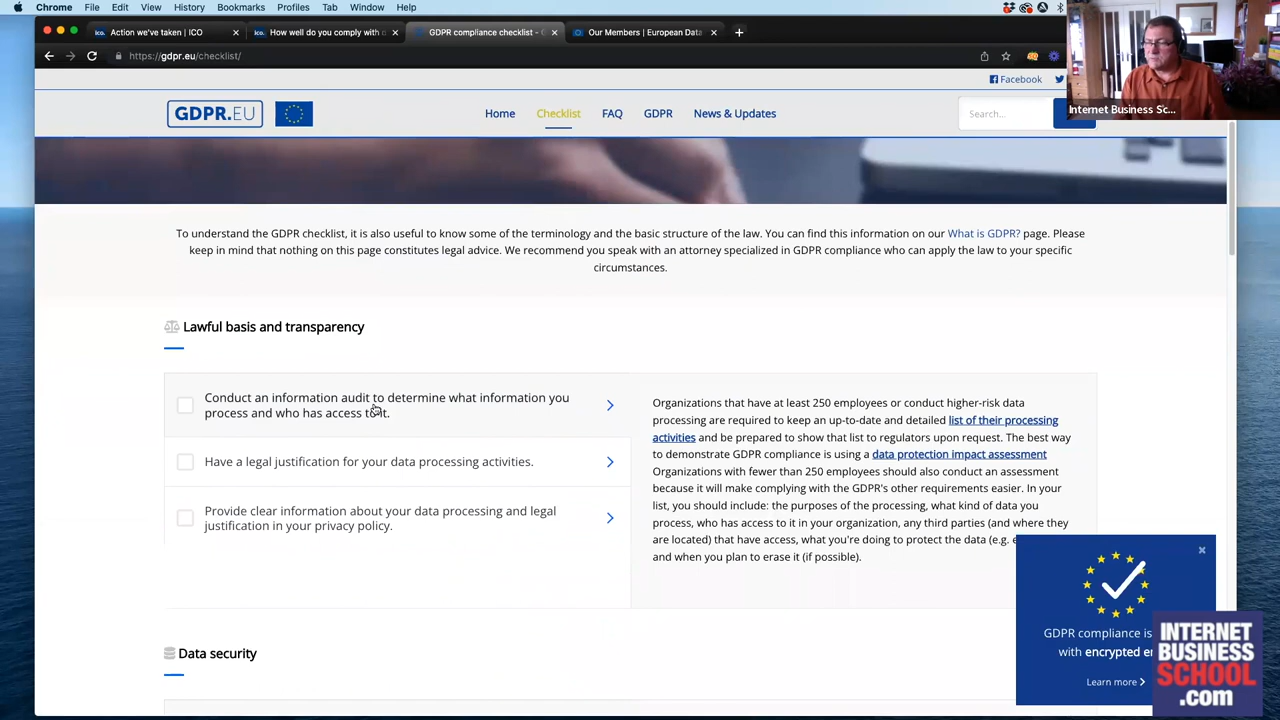 Chrome File Edit View History Bookmarks Profiles Tab Window Help
ico. Action we've taken | ICO
ico. How well do you comply with
GDPR compliance checklist -
Our Members | European Data
https://gdpr.eu/checklist/
Facebook
Internet Business Sc...
GDPR.EU
Home Checklist FAQ GDPR News & Updates
Search...
To understand the GDPR checklist, it is also useful to know some of the terminology and the basic structure of the law. You can find this information on our What is GDPR? page. Please
keep in mind that nothing on this page constitutes legal advice. We recommend you speak with an attorney specialized in GDPR compliance who can apply the law to your specific
circumstances.
Lawful basis and transparency
Conduct an information audit to determine what information you
process and who has access to it.
Have a legal justification for your data processing activities.
Provide clear information about your data processing and legal
justification in your privacy policy.
Organizations that have at least 250 employees or conduct higher-risk data
processing are required to keep an up-to-date and detailed list of their processing
activities and be prepared to show that list to regulators upon request. The best way
to demonstrate GDPR compliance is using a data protection impact assessment
Organizations with fewer than 250 employees should also conduct an assessment
because it will make complying with the GDPR's other requirements easier. In your
list, you should include: the purposes of the processing, what kind of data you
process, who has access to it in your organization, any third parties (and where they
are located) that have access, what you're doing to protect the data (e.g.
and when you plan to erase it (if possible).
GDPR compliance is
with encrypted
Learn more
Data security
INTERNET
BUSINESS
SCHOOL
.com